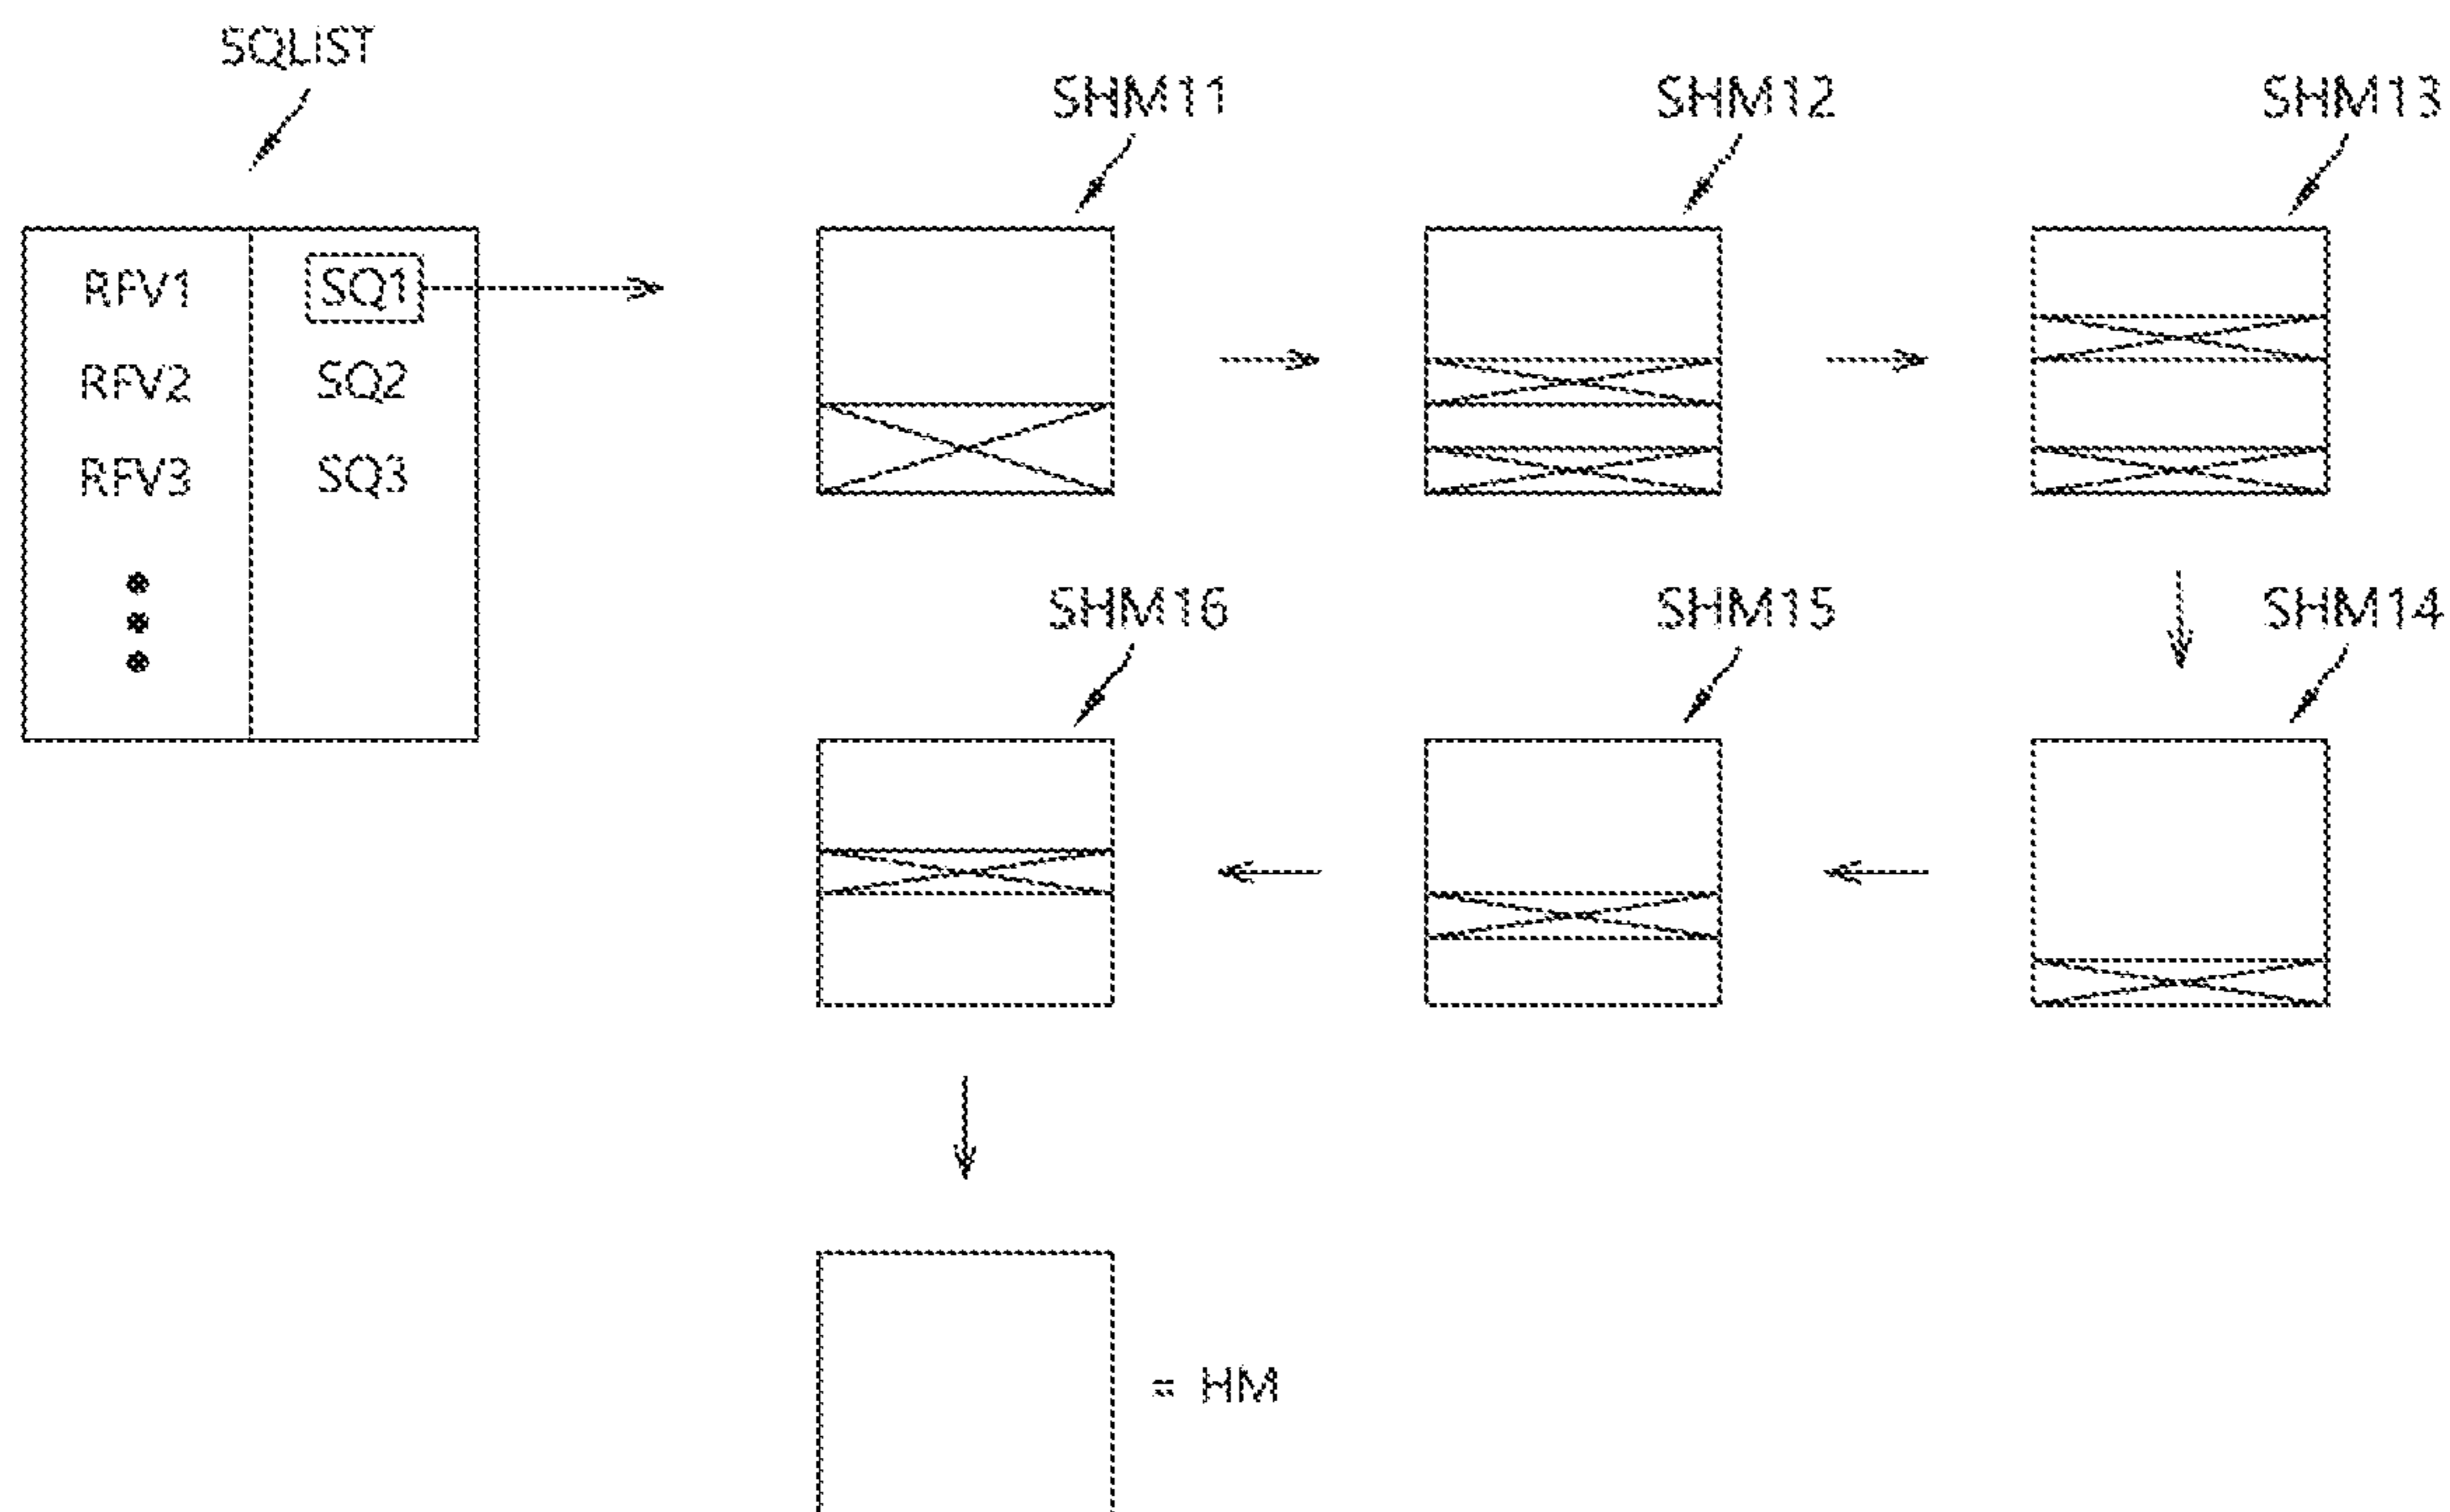 SQLIST
SHM11
SHM12
SHM13
RFV1 SQ1
RFV2 SQ2
RFV3 SQ3
SHM16
SHM15
SHM14
= HM